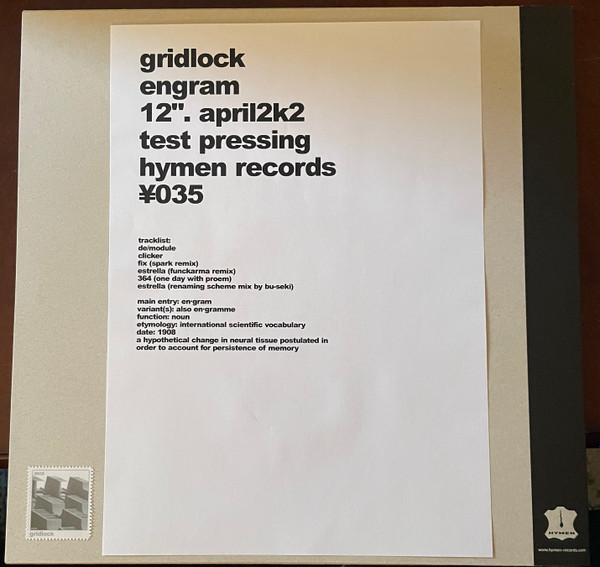 gridlock
engram
12". april2k2
test pressing
hymen records
¥035
tracklist:
de/module
clicker
fix (spark remix)
estrella (funckarma remix)
364 (one day with proem)
estrella (renaming scheme mix by bu-seki)
main entry: en·gram
variant(s): also en·gramme
function: noun
etymology: international scientific vocabulary
date: 1908
a hypothetical change in neural tissue postulated in
order to account for persistence of memory
gridlock
HYMEN
www.hymen-records.com